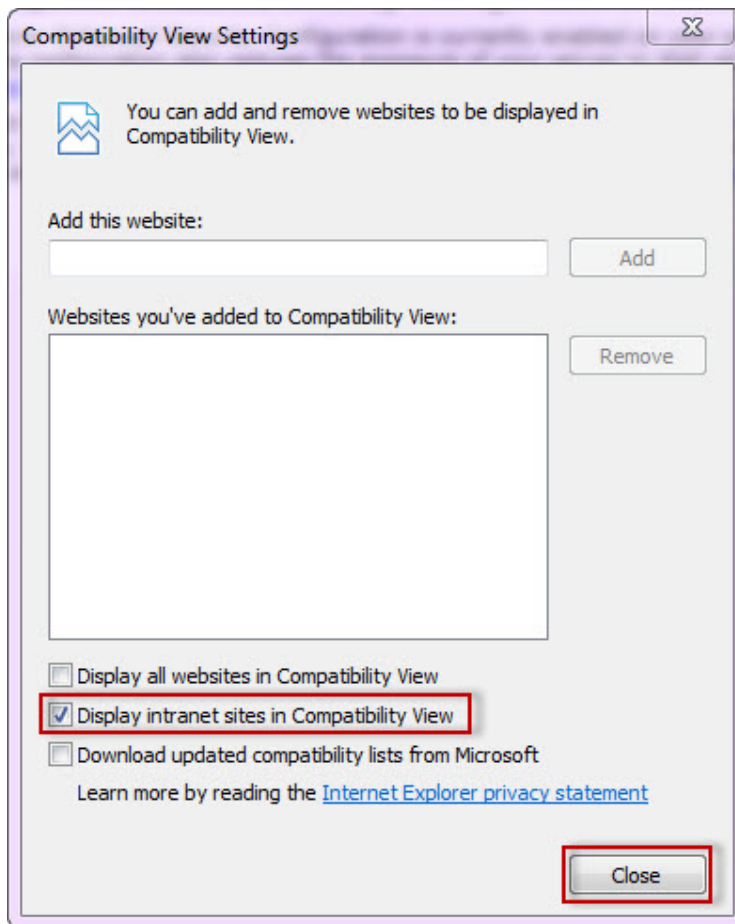 Compatibility View Settings
You can add and remove websites to be displayed in
Compatibility View.
Add this website:
Add
Websites you've added to Compatibility View:
Remove
Display all websites in Compatibility View
Display intranet sites in Compatibility View
Download updated compatibility lists from Microsoft
Learn more by reading the Internet Explorer privacy statement
Close